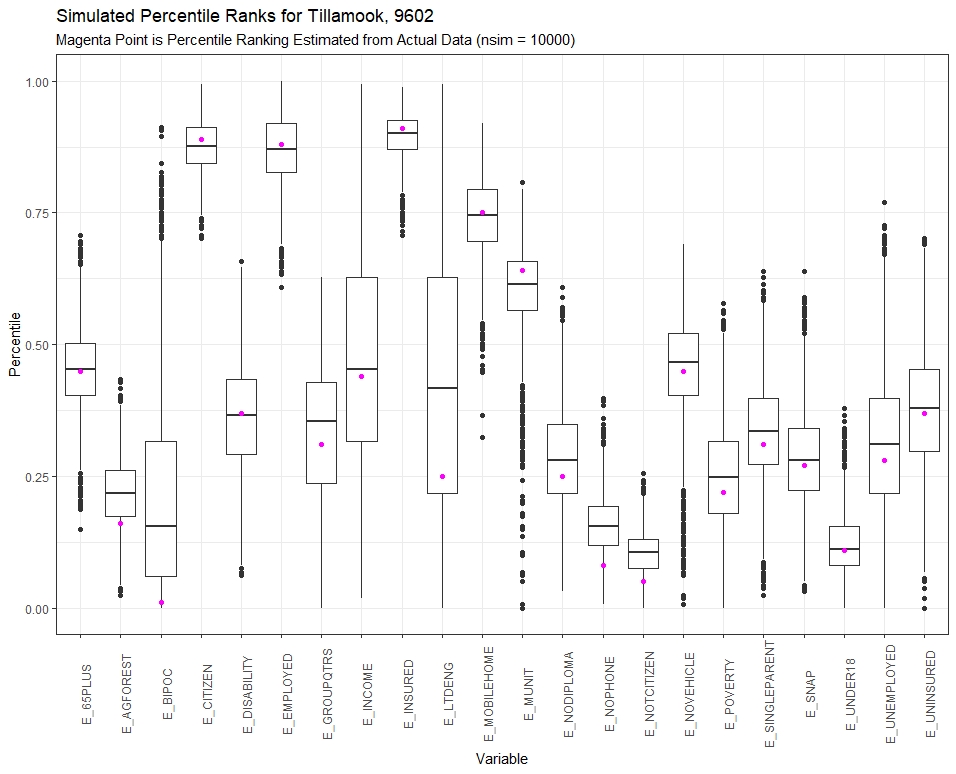 Simulated Percentile Ranks for Tillamook, 9602
Magenta Point is Percentile Ranking Estimated from Actual Data (nsim = 10000)
Percentile
1.00
0.75
0.50
0.25
0.00
E_65PLUS
E_AGFOREST
E_BIPOC
E_CITIZEN
E_DISABILITY
E_EMPLOYED
E_GROUPQTRS
E_INCOME
E_INSURED
E_LTDENG
E_MOBILEHOME
E_MUNIT
E_NODIPLOMA
E_NOPHONE
E_NOTCITIZEN
E_NOVEHICLE
E_POVERTY
E_SINGLEPARENT
E_SNAP
E_UNDER18
E_UNEMPLOYED
E_UNINSURED
Variable